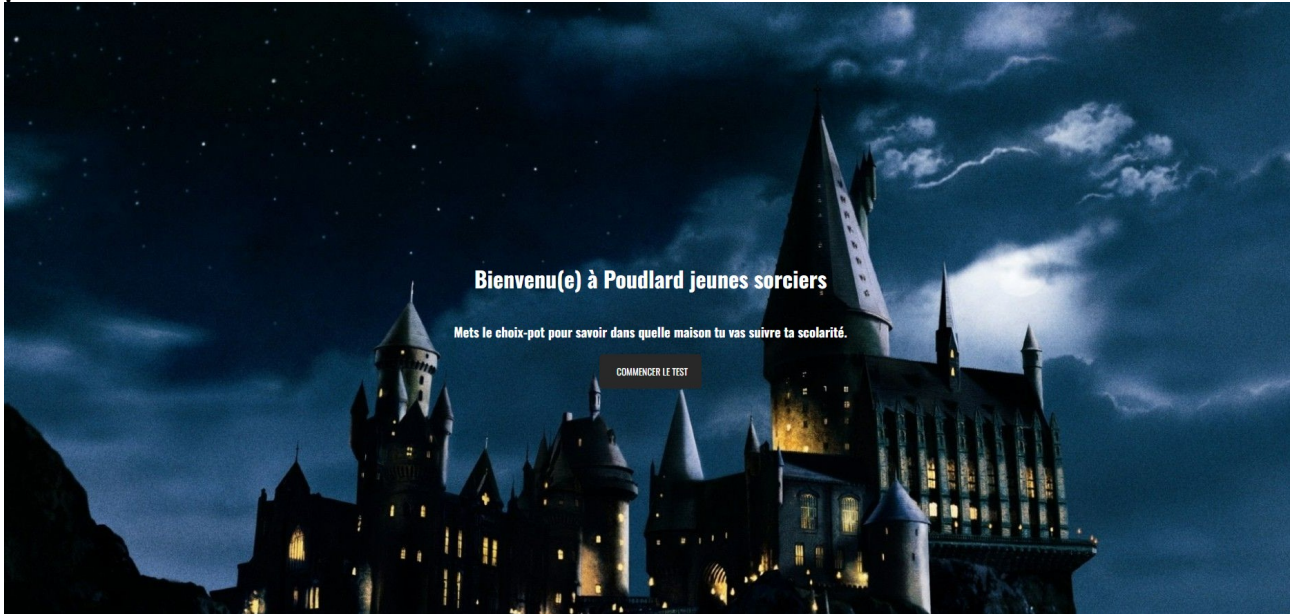 Bienvenu(e) à Poudlard jeunes sorciers
Mets le choix-pot pour savoir dans quelle maison tu vas suivre ta scolarité.
COMMENCER LE TEST